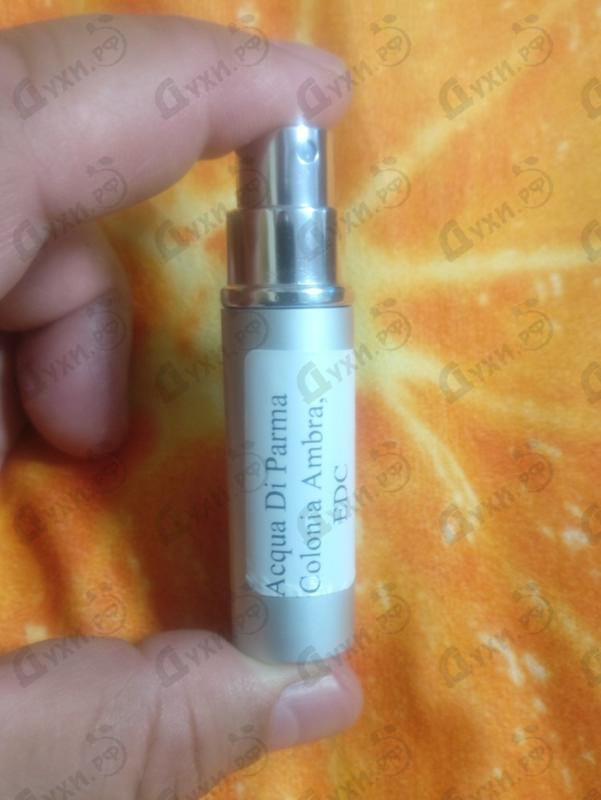 Acqua Di Parma
Colonia Ambra,
EDC
Духи.рф